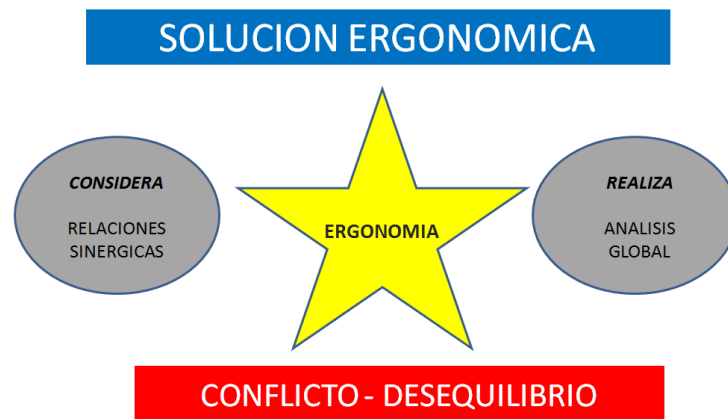 SOLUCION ERGONOMICA
CONSIDERA
RELACIONES
SINERGICAS
ERGONOMIA
REALIZA
ANALISIS
GLOBAL
CONFLICTO - DESEQUILIBRIO